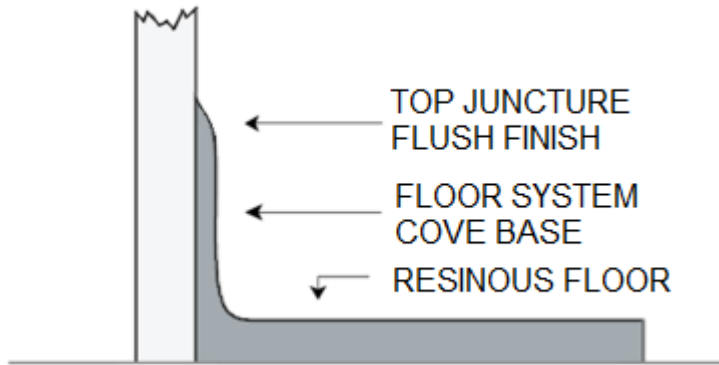 TOP JUNCTURE
FLUSH FINISH
FLOOR SYSTEM
COVE BASE
RESINOUS FLOOR